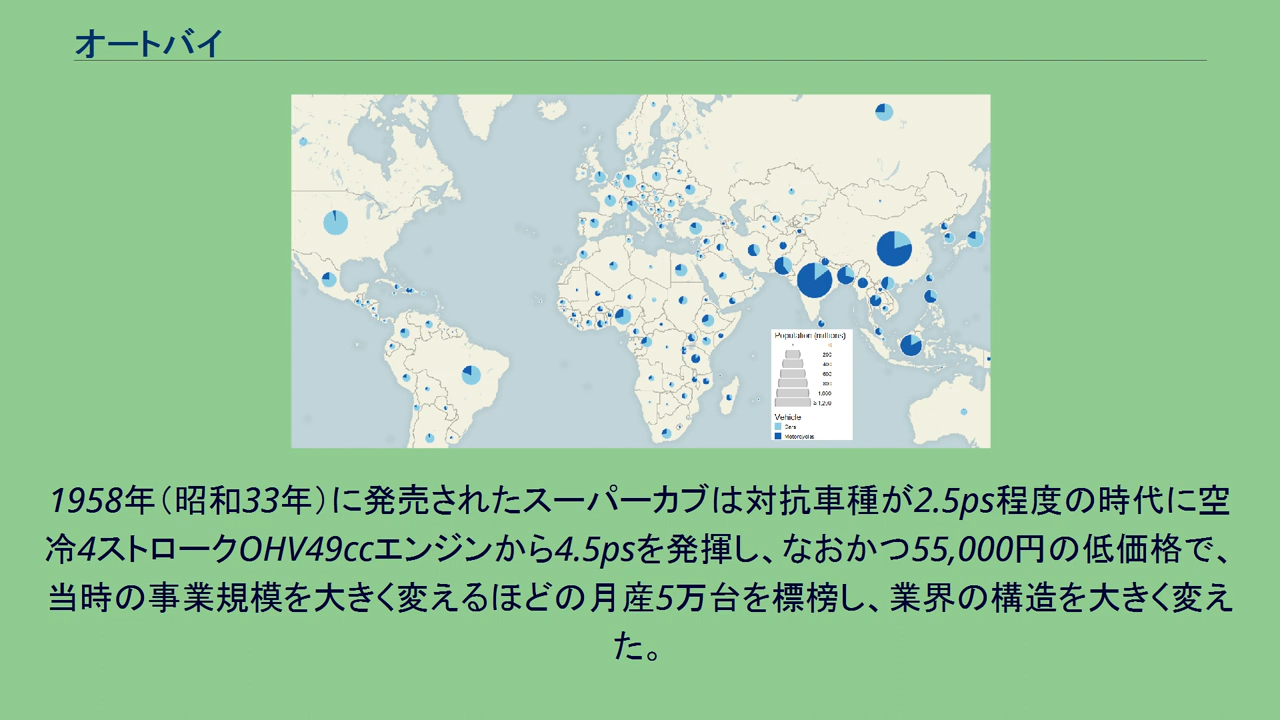 オートバイ
Population (millions)
200
400
600
800
1,000
≥ 1,200
Vehicle
Cars
Motorcycles
1958年（昭和33年）に発売されたスーパーカブは対抗車種が2.5ps程度の時代に空
冷4ストロークOHV49ccエンジンから4.5psを発揮し、なおかつ55,000円の低価格で、
当時の事業規模を大きく変えるほどの月産5万台を標榜し、業界の構造を大きく変え
た。